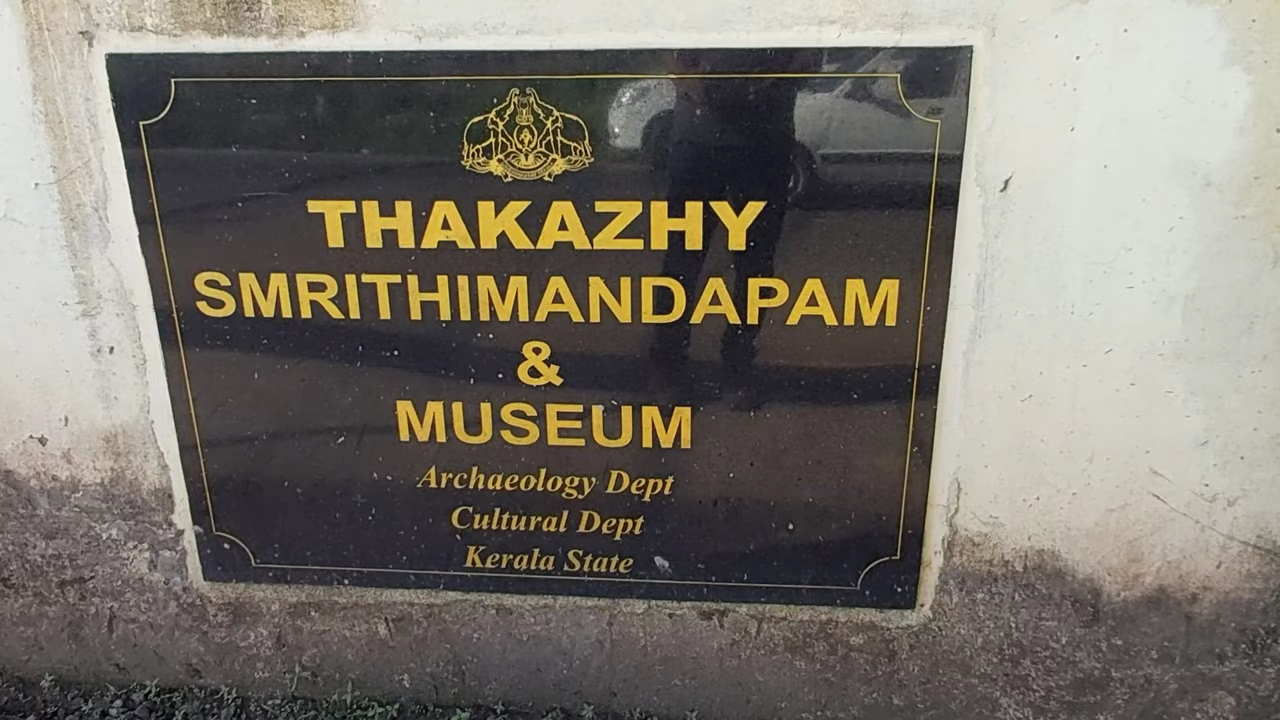 THAKAZHY
SMRITHIMANDAPAM
&
MUSEUM
Archaeology Dept
Cultural Dept
Kerala State